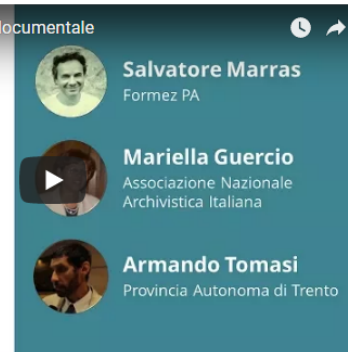 documentale
Salvatore Marras
Formez PA
Mariella Guercio
Associazione Nazionale
Archivistica Italiana
Armando Tomasi
Provincia Autonoma di Trento